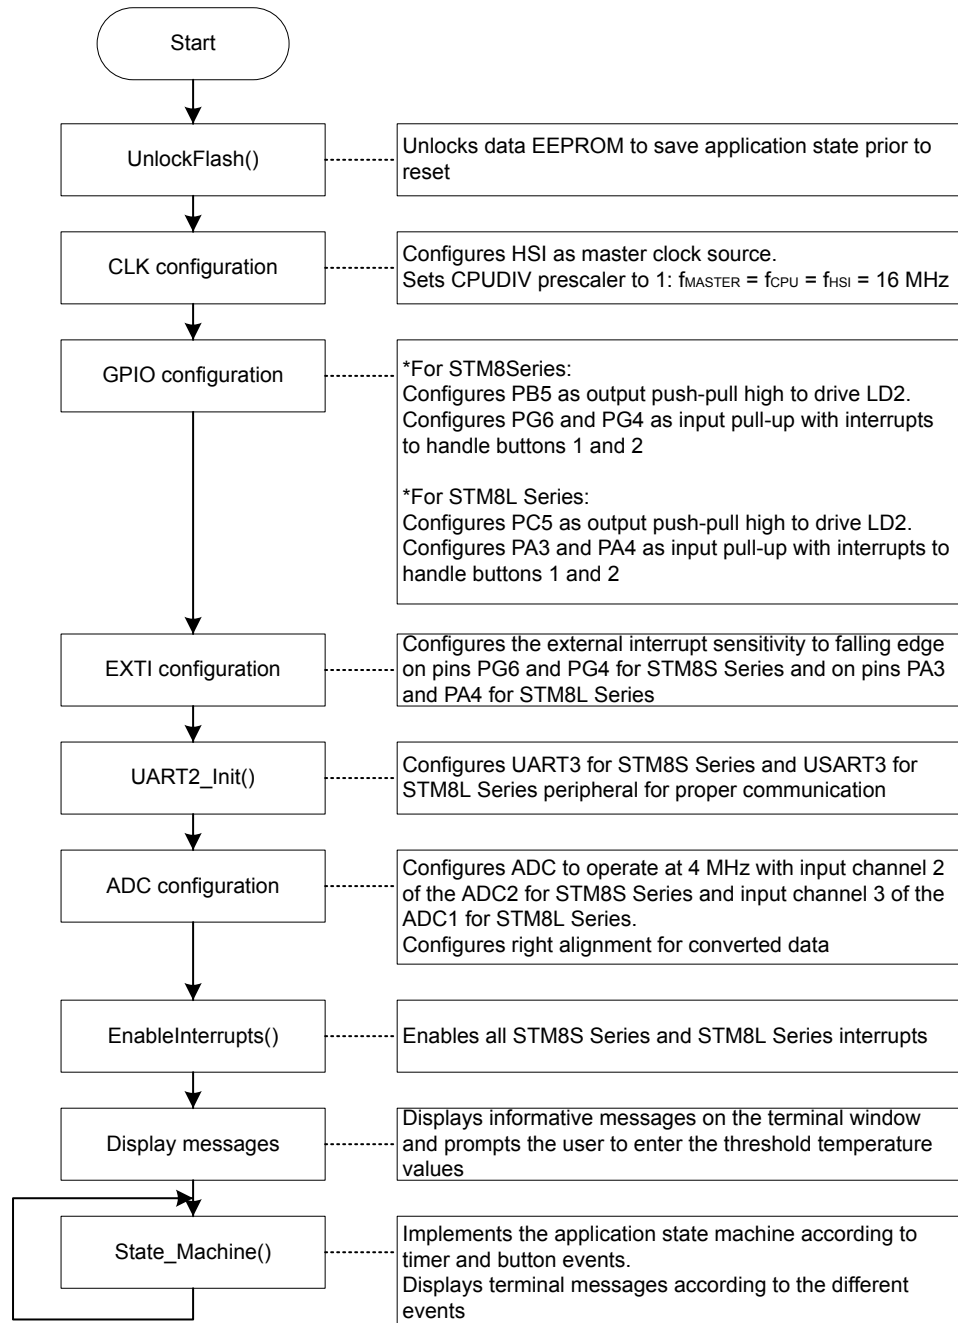 Start
UnlockFlash()
Unlocks data EEPROM to save application state prior to
reset
CLK configuration
Configures HSI as master clock source.
Sets CPUDIV prescaler to 1: fMASTER = fCPU = fHSI = 16 MHz
GPIO configuration
*For STM8Series:
Configures PB5 as output push-pull high to drive LD2.
Configures PG6 and PG4 as input pull-up with interrupts
to handle buttons 1 and 2
*For STM8L Series:
Configures PC5 as output push-pull high to drive LD2.
Configures PA3 and PA4 as input pull-up with interrupts to
handle buttons 1 and 2
EXTI configuration
Configures the external interrupt sensitivity to falling edge
on pins PG6 and PG4 for STM8S Series and on pins PA3
and PA4 for STM8L Series
UART2_Init()
Configures UART3 for STM8S Series and USART3 for
STM8L Series peripheral for proper communication
ADC configuration
Configures ADC to operate at 4 MHz with input channel 2
of the ADC2 for STM8S Series and input channel 3 of the
ADC1 for STM8L Series.
Configures right alignment for converted data
EnableInterrupts()
Enables all STM8S Series and STM8L Series interrupts
Display messages
Displays informative messages on the terminal window
and prompts the user to enter the threshold temperature
values
State_Machine()
Implements the application state machine according to
timer and button events.
Displays terminal messages according to the different
events